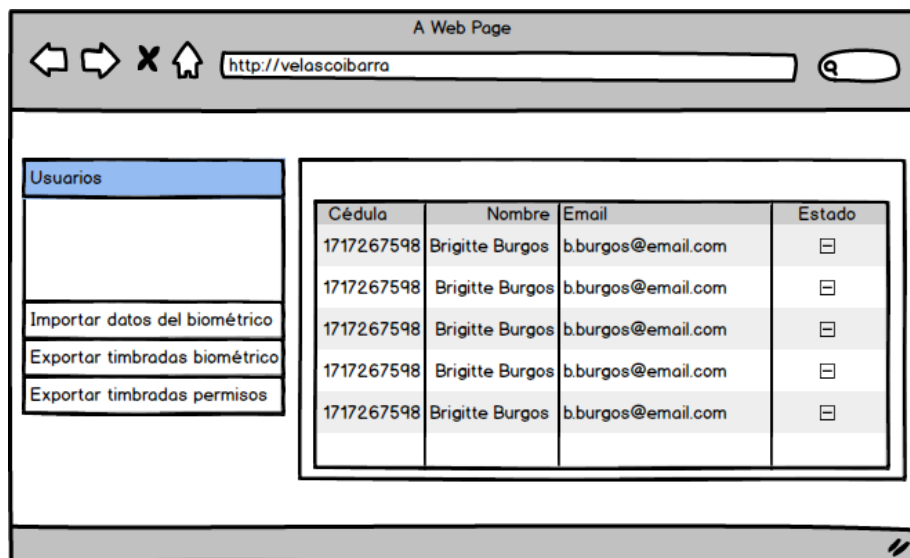 A Web Page
http://velascoibarra
Usuarios
Importar datos del biométrico
Exportar timbradas biométrico
Exportar timbradas permisos
Cédula Nombre Email Estado
1717267598 Brigitte Burgos b.burgos@email.com
1717267598 Brigitte Burgos b.burgos@email.com
1717267598 Brigitte Burgos b.burgos@email.com
1717267598 Brigitte Burgos b.burgos@email.com
1717267598 Brigitte Burgos b.burgos@email.com